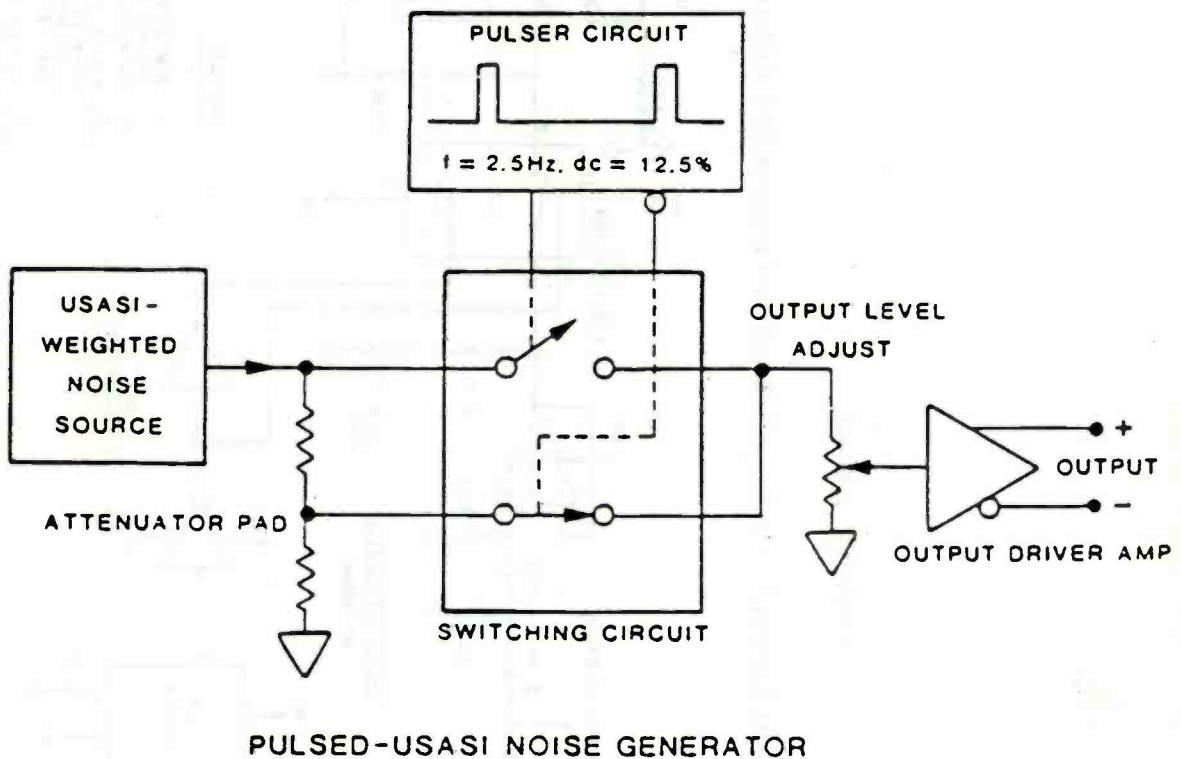 PULSER CIRCUIT
f = 2.5Hz, dc = 12.5%
USASI-
WEIGHTED
NOISE
SOURCE
OUTPUT LEVEL
ADJUST
+
OUTPUT
-
ATTENUATOR PAD
OUTPUT DRIVER AMP
SWITCHING CIRCUIT
PULSED-USASI NOISE GENERATOR